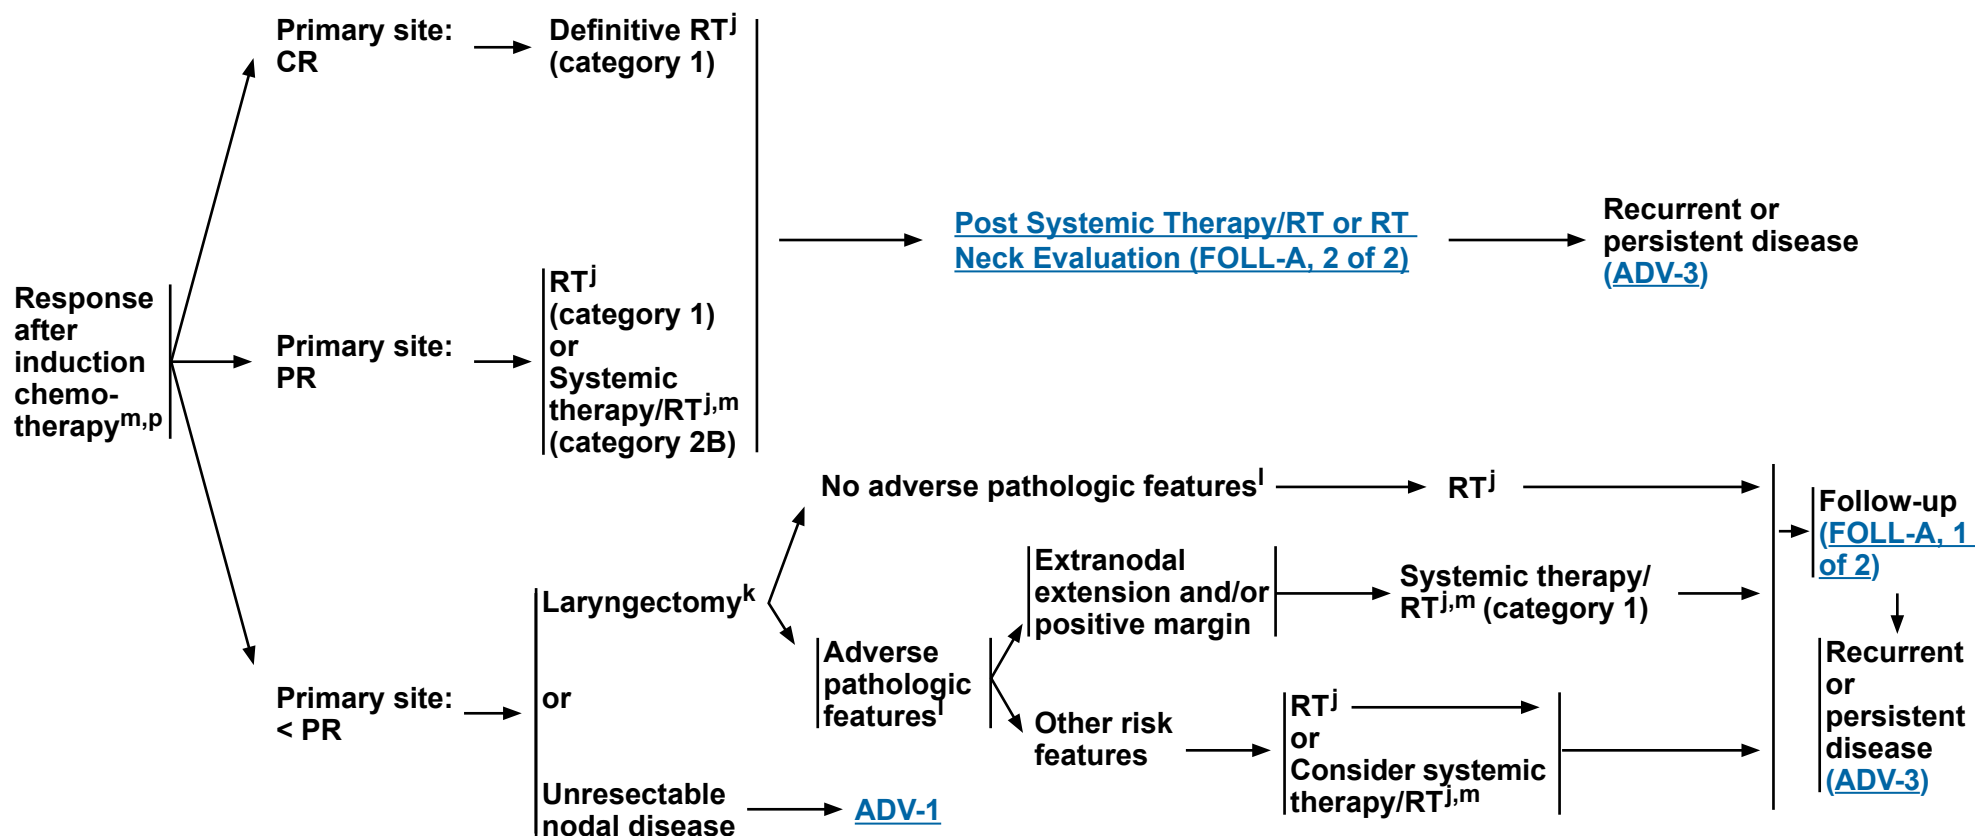 Primary site:
CR
Definitive RTj
(category 1)
Response
after
induction
chemo-
therapym,p
Primary site:
PR
RTj
(category 1)
or
Systemic
therapy/RTj,m
(category 2B)
Post Systemic Therapy/RT or RT
Neck Evaluation (FOLL-A, 2 of 2)
Recurrent or
persistent disease
(ADV-3)
Primary site:
< PR
Laryngectomyk
or
Unresectable
nodal disease
ADV-1
No adverse pathologic featuresl
RTj
Adverse
pathologic
featuresl
Extranodal
extension and/or
positive margin
Systemic therapy/
RTj,m (category 1)
Other risk
features
RTj
or
Consider systemic
therapy/RTj,m
Follow-up
(FOLL-A, 1
of 2)
Recurrent
or
persistent
disease
(ADV-3)